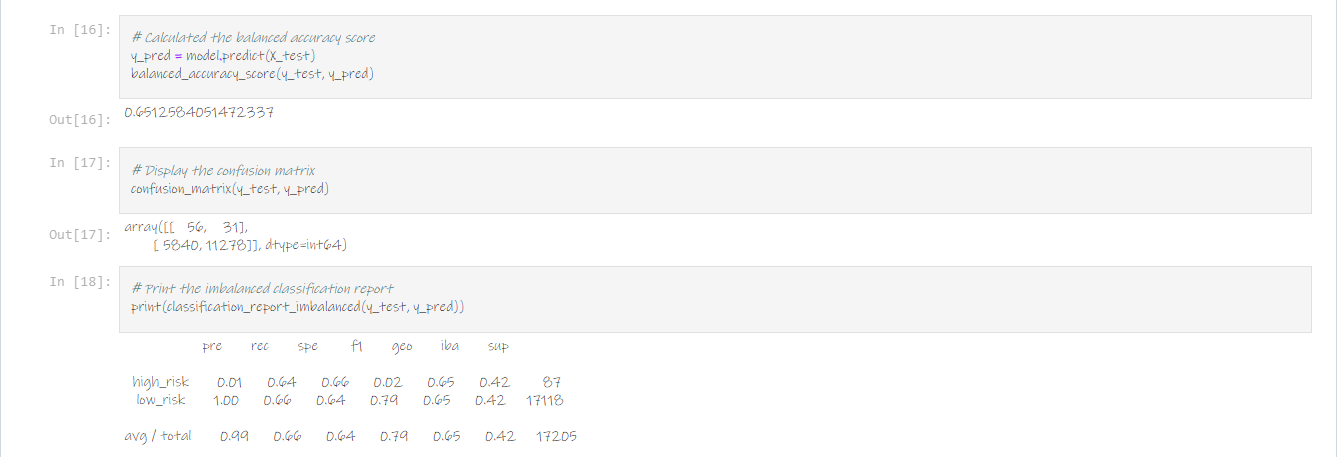 In [16]:
# Calculated the balanced accuracy score
y_pred = model.predict(X_test)
balanced_accuracy_score(y_test, y_pred)
Out[16]: 0.6512584051472337
In [17]:
# Display the confusion matrix
confusion_matrix(y_test, y_pred)
Out[17]: array([[ 56, 31],
[ 5840, 11278]], dtype=int64)
In [18]:
# Print the imbalanced classification report
print(classification_report_imbalanced(y_test, y_pred))
pre rec spe f1 geo iba sup
high_risk 0.01 0.64 0.66 0.02 0.65 0.42 87
low_risk 1.00 0.66 0.64 0.79 0.65 0.42 17118
avg / total 0.99 0.66 0.64 0.79 0.65 0.42 17205